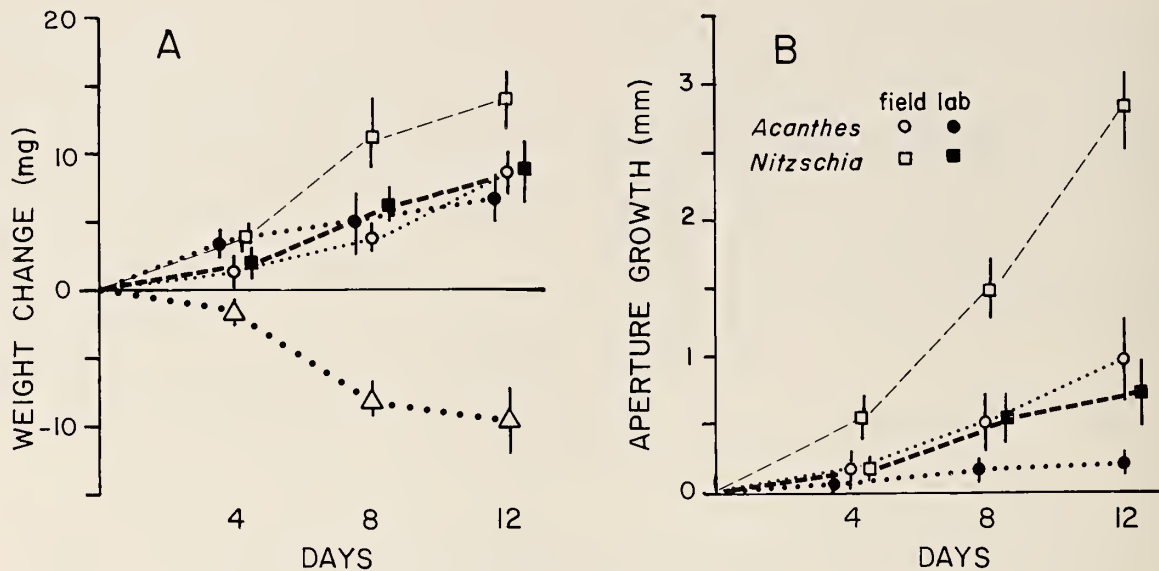 A
WEIGHT CHANGE (mg)
20
10
0
-10
4 8 12
DAYS
B
field lab
Acanthes
Nitzschia
APERTURE GROWTH (mm)
3
2
1
0
4 8 12
DAYS